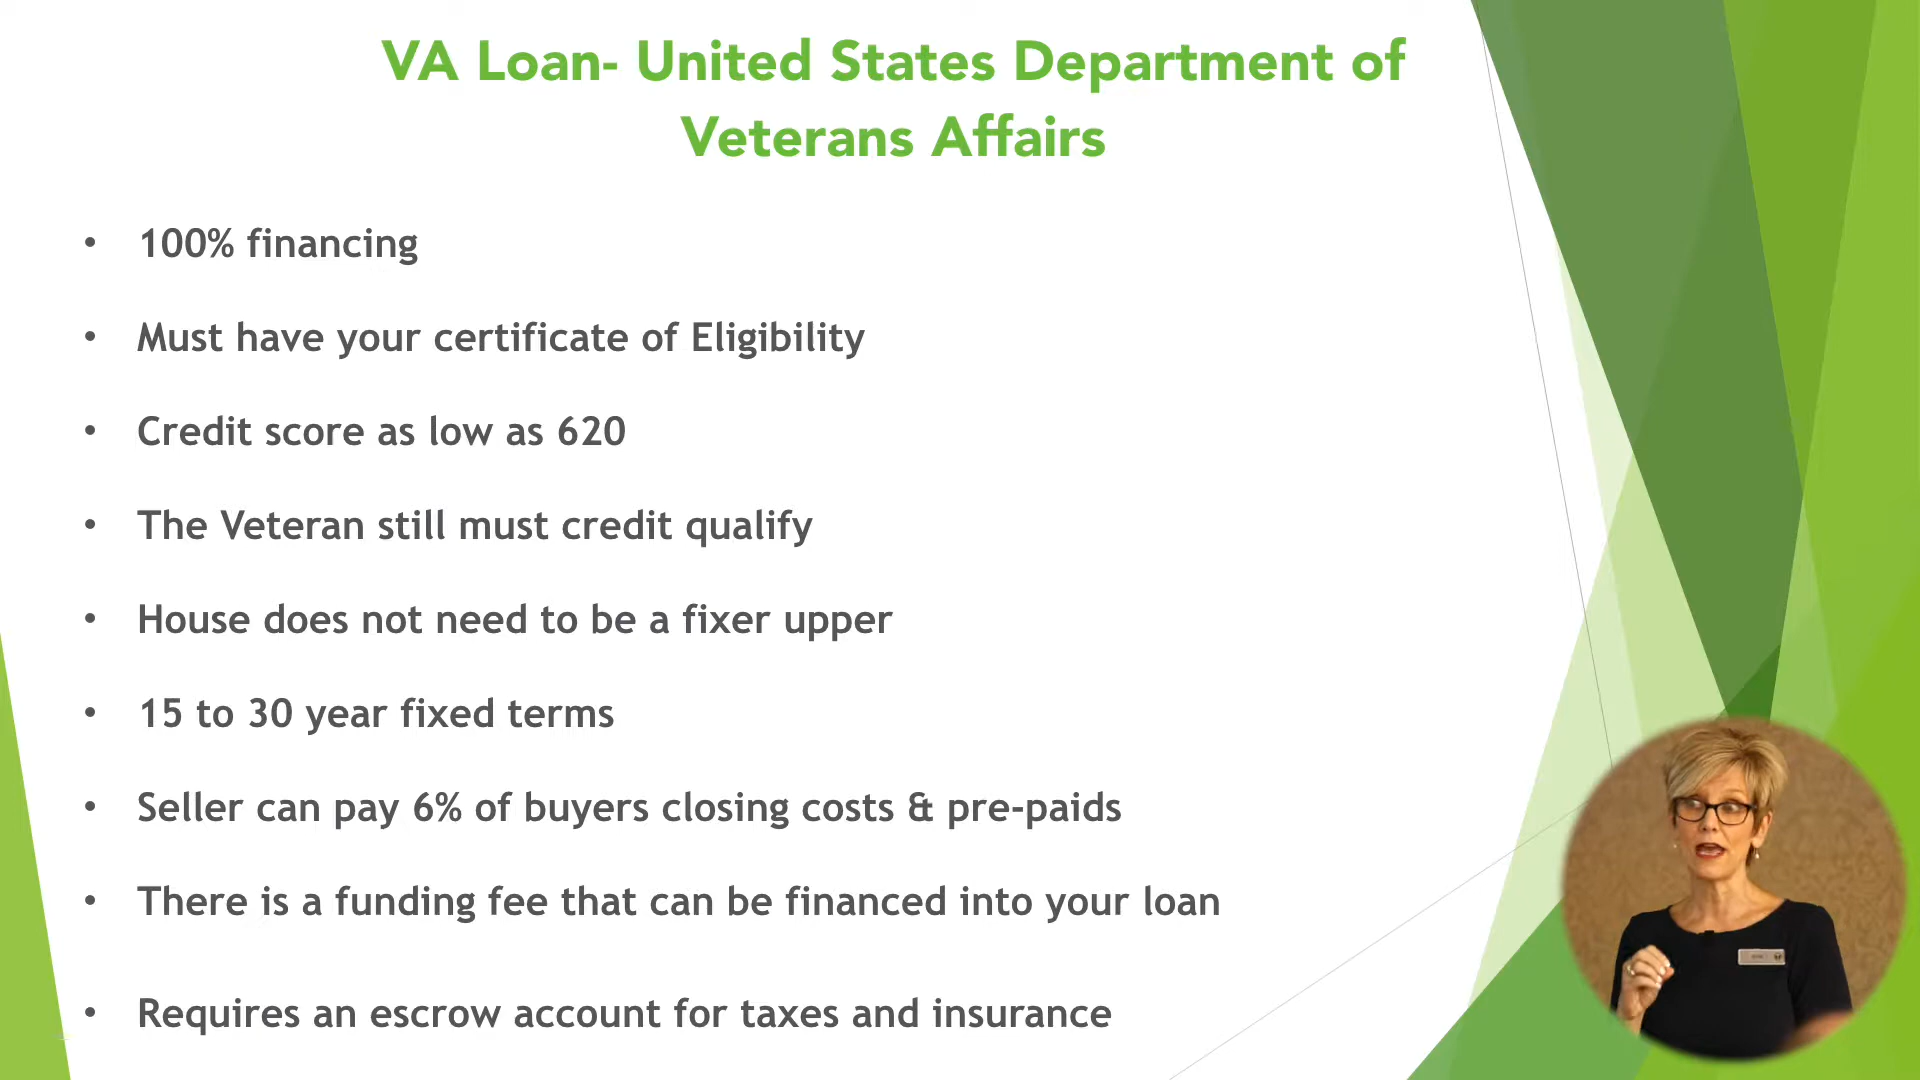 VA Loan- United States Department of
Veterans Affairs
• 100% financing
• Must have your certificate of Eligibility
• Credit score as low as 620
• The Veteran still must credit qualify
• House does not need to be a fixer upper
• 15 to 30 year fixed terms
• Seller can pay 6% of buyers closing costs & pre-paids
• There is a funding fee that can be financed into your loan
• Requires an escrow account for taxes and insurance